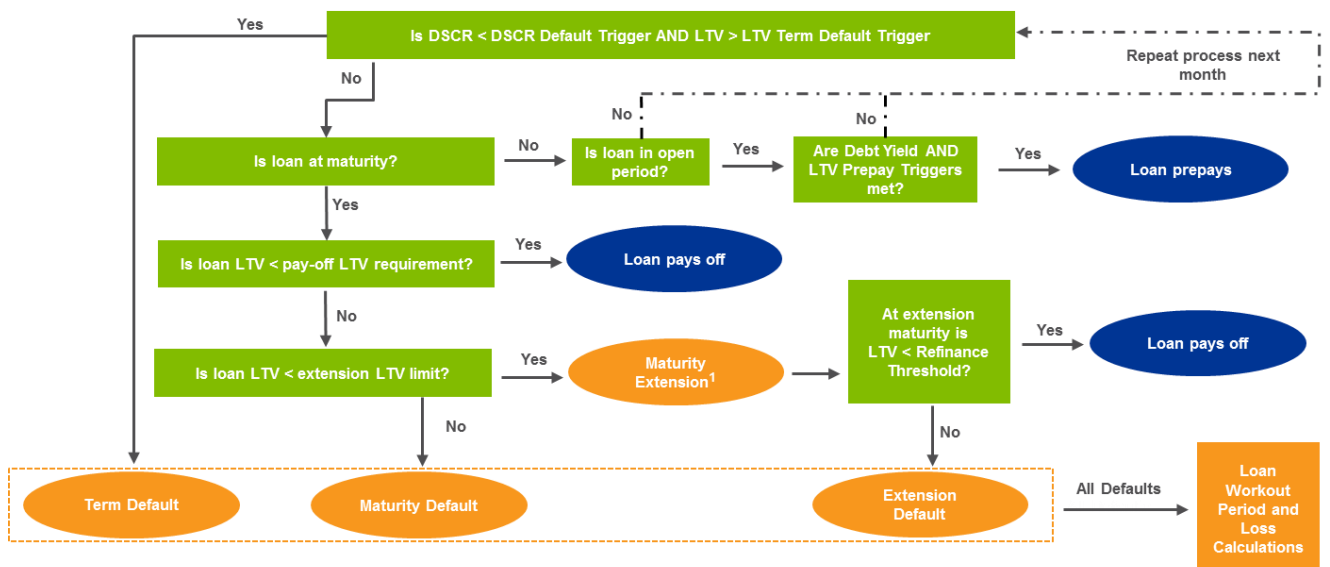 Yes
Is DSCR < DSCR Default Trigger AND LTV > LTV Term Default Trigger
Repeat process next
month
No
No
No
Is loan at maturity?
No
Is loan in open
period?
Yes
Are Debt Yield AND
LTV Prepay Triggers
met?
Yes
Loan prepays
Yes
Is loan LTV < pay-off LTV requirement?
Yes
Loan pays off
No
At extension
maturity is
LTV < Refinance
Threshold?
Yes
Loan pays off
Is loan LTV < extension LTV limit?
Yes
Maturity
Extension¹
No
No
Term Default
Maturity Default
Extension
Default
All Defaults
Loan
Workout
Period and
Loss
Calculations